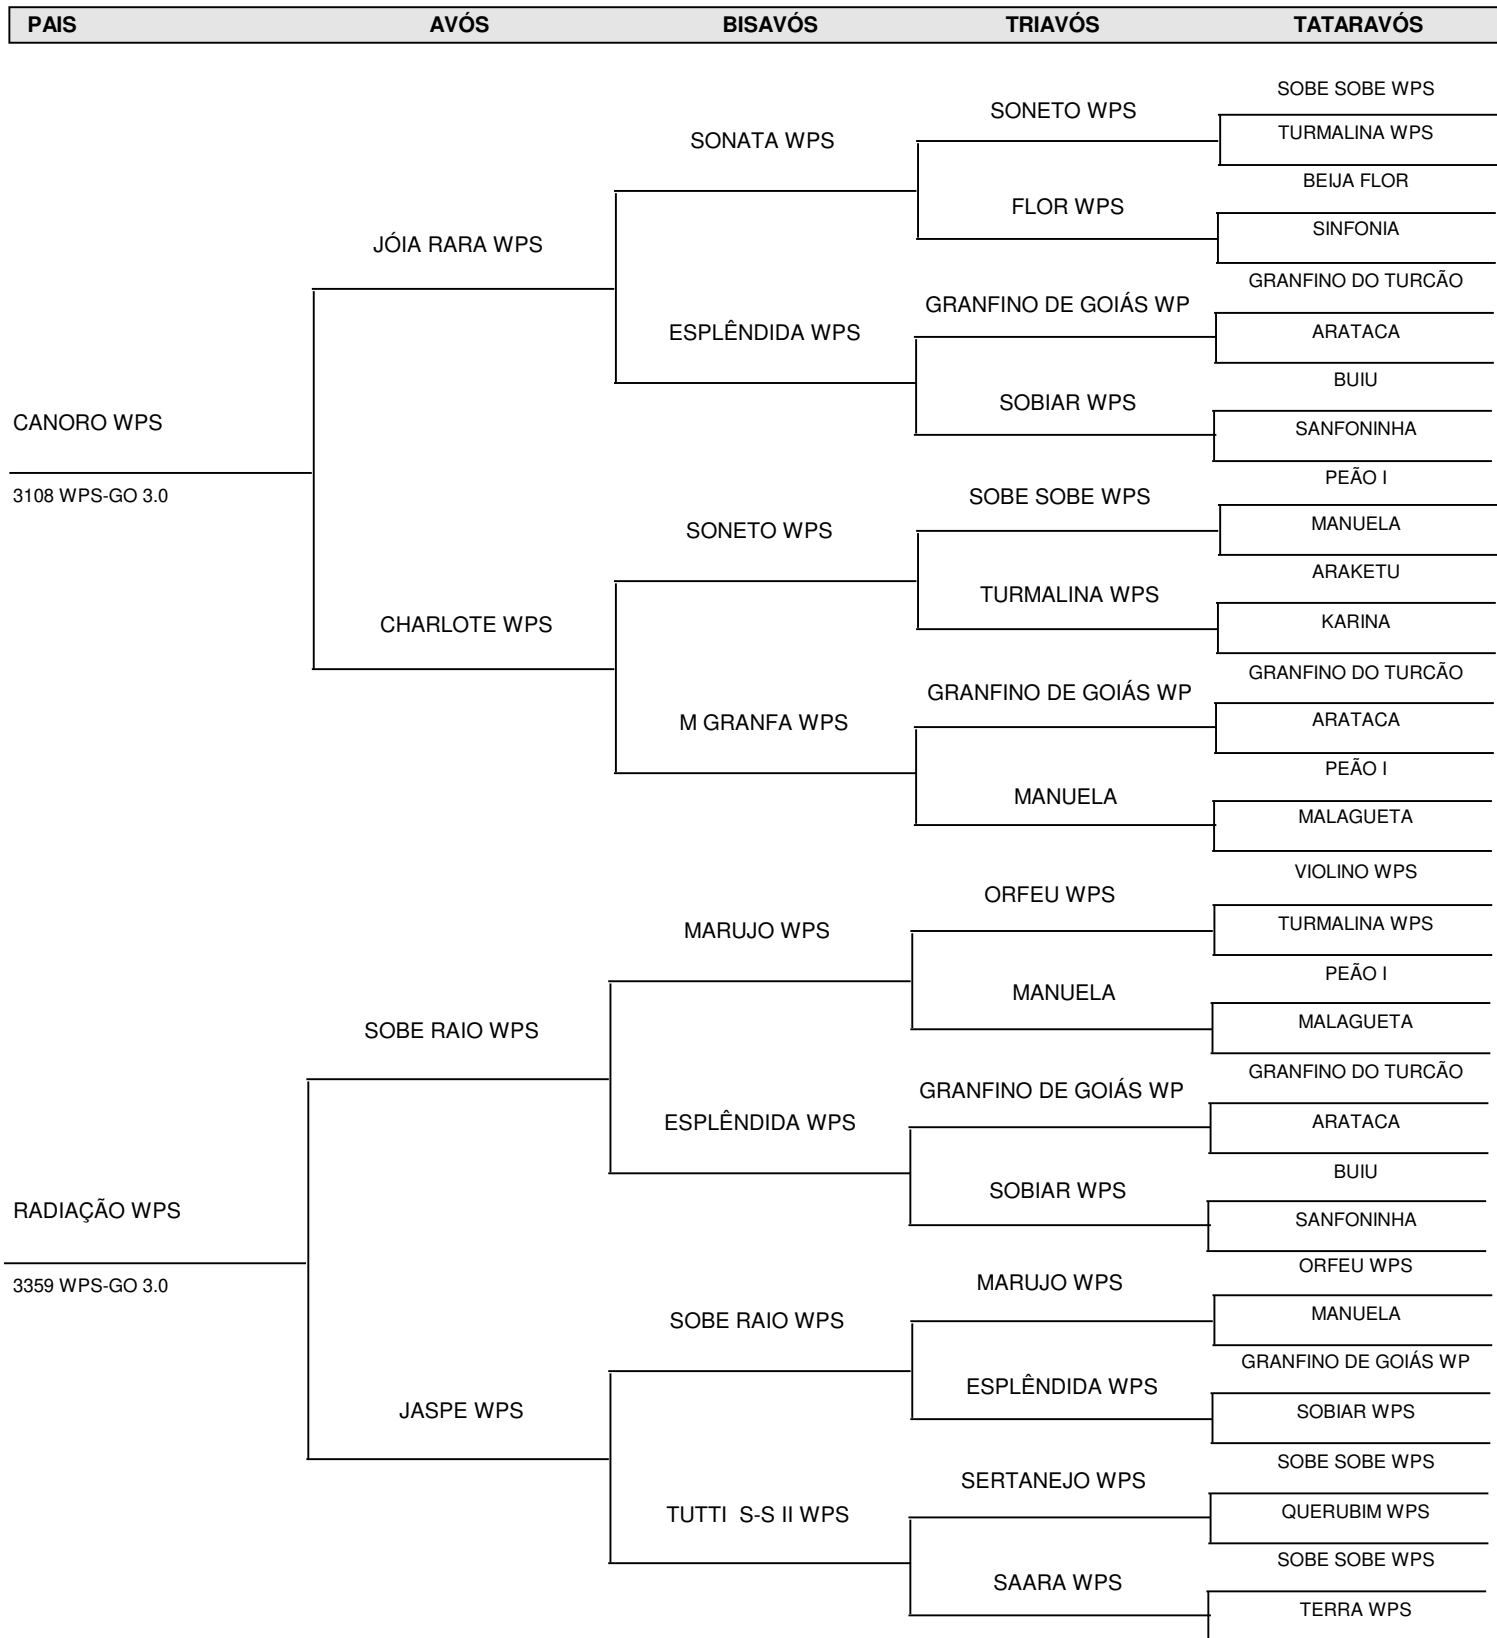 PAIS AVÓS BISAVÓS TRIAVÓS TATARAVÓS
SOBE SOBE WPS
SONETO WPS
TURMALINA WPS
SONATA WPS
BEIJA FLOR
FLOR WPS
SINFONIA
JÓIA RARA WPS
GRANFINO DO TURCÃO
GRANFINO DE GOIÁS WP
ARATACA
ESPLÊNDIDA WPS
BUIU
SOBIAR WPS
SANFONINHA
CANORO WPS
3108 WPS-GO 3.0
PEÃO I
SOBE SOBE WPS
MANUELA
SONETO WPS
ARAKETU
TURMALINA WPS
KARINA
CHARLOTE WPS
GRANFINO DO TURCÃO
GRANFINO DE GOIÁS WP
ARATACA
M GRANFA WPS
PEÃO I
MANUELA
MALAGUETA
VIOLINO WPS
ORFEU WPS
TURMALINA WPS
MARUJO WPS
PEÃO I
MANUELA
MALAGUETA
SOBE RAIO WPS
GRANFINO DO TURCÃO
GRANFINO DE GOIÁS WP
ARATACA
ESPLÊNDIDA WPS
BUIU
SOBIAR WPS
SANFONINHA
RADIAÇÃO WPS
3359 WPS-GO 3.0
ORFEU WPS
MARUJO WPS
MANUELA
SOBE RAIO WPS
GRANFINO DE GOIÁS WP
ESPLÊNDIDA WPS
SOBIAR WPS
JASPE WPS
SOBE SOBE WPS
SERTANEJO WPS
QUERUBIM WPS
TUTTI S-S II WPS
SOBE SOBE WPS
SAARA WPS
TERRA WPS